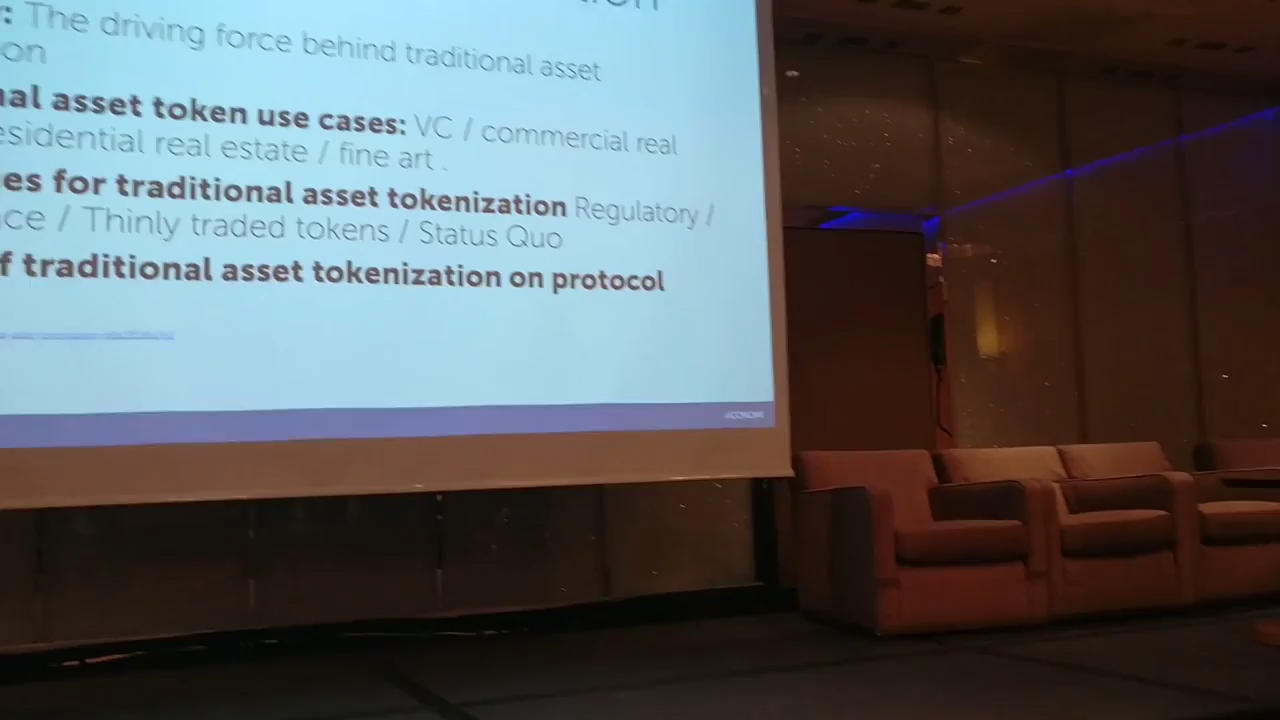 : The driving force behind traditional asset
on
nal asset token use cases: VC / commercial real
esidential real estate / fine art .
es for traditional asset tokenization Regulatory /
ce / Thinly traded tokens / Status Quo
f traditional asset tokenization on protocol